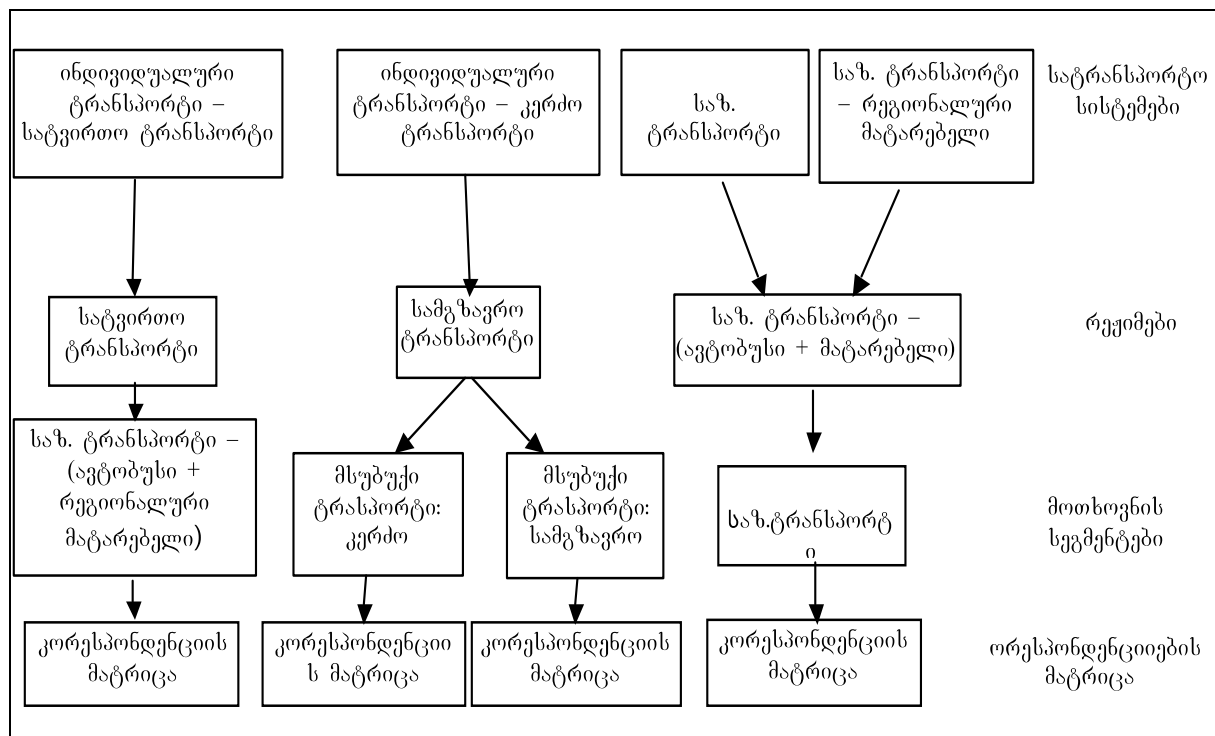 ინდივიდუალური
ტრანსპორტი –
სატვირთო ტრანსპორტი
ინდივიდუალური
ტრანსპორტი – კერძო
ტრანსპორტი
საზ.
ტრანსპორტი
საზ. ტრანსპორტი
– რეგიონალური
მატარებელი
სატრანსპორტო
სისტემები
სატვირთო
ტრანსპორტი
სამგზავრო
ტრანსპორტი
საზ. ტრანსპორტი –
(ავტობუსი + მატარებელი)
რეჟიმები
საზ. ტრანსპორტი –
(ავტობუსი +
რეგიონალური
მატარებელი)
მსუბუქი
ტრასპორტი:
კერძო
მსუბუქი
ტრასპორტი:
სამგზავრო
საზ.ტრანსპორტ
ი
მოთხოვნის
სეგმენტები
კორესპონდენციის
მატრიცა
კორესპონდენციი
ს მატრიცა
კორესპონდენციის
მატრიცა
კორესპონდენციის
მატრიცა
ორესპონდენციიების
მატრიცა